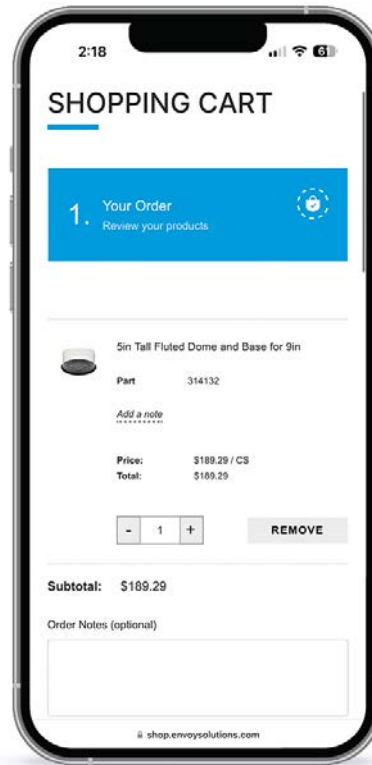 2:18
61
SHOPPING CART
1.
Your Order
Review your products
5in Tall Fluted Dome and Base for 9in
Part 314132
Add a note
Price: $189.29 / CS
Total: $189.29
- 1 + REMOVE
Subtotal: $189.29
Order Notes (optional)
shop.envoysolutions.com